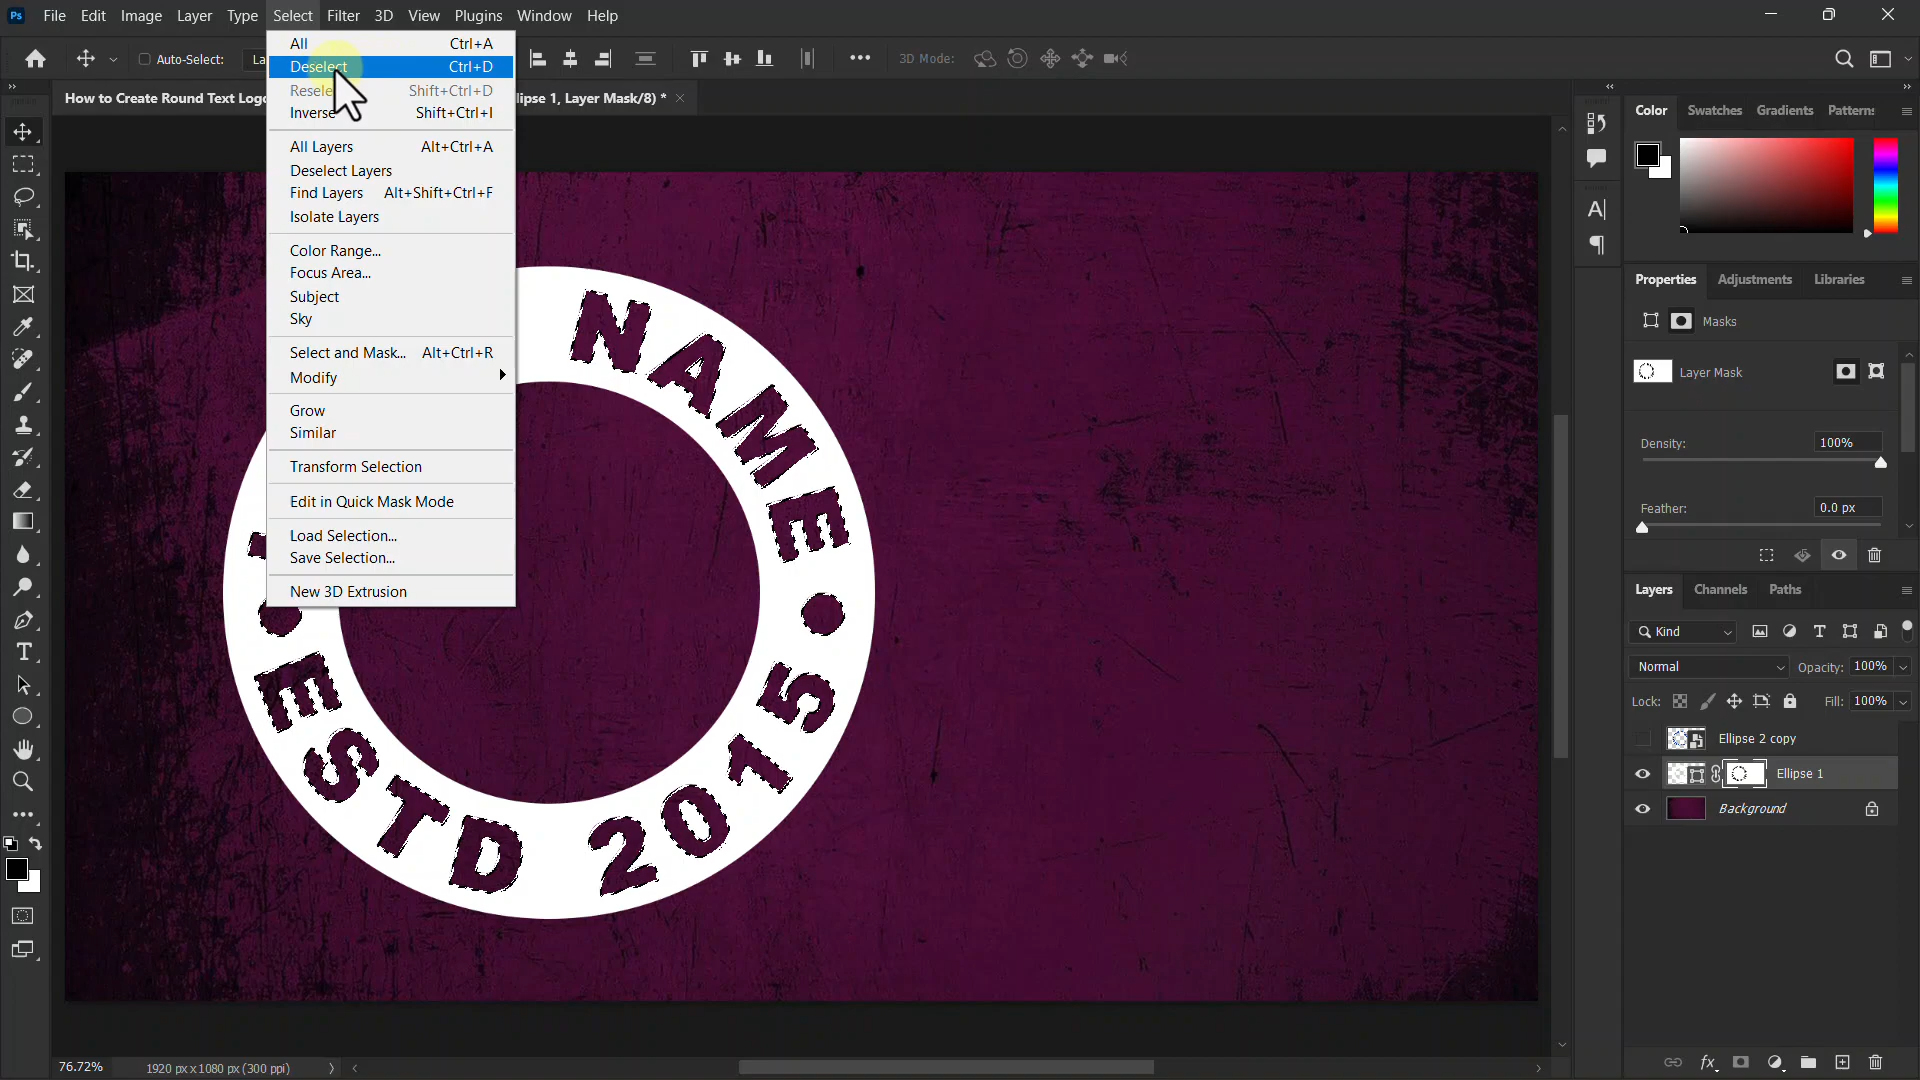 Ps File Edit Image Layer Type Select Filter 3D View Plugins Window Help
Auto-Select: La
3D Mode:
How to Create Round Text Logo
lipse 1, Layer Mask/8) *
All Ctrl+A
Deselect Ctrl+D
Resele Shift+Ctrl+D
Inverse Shift+Ctrl+I
All Layers Alt+Ctrl+A
Deselect Layers
Find Layers Alt+Shift+Ctrl+F
Isolate Layers
Color Range...
Focus Area...
Subject
Sky
Select and Mask... Alt+Ctrl+R
Modify
Grow
Similar
Transform Selection
Edit in Quick Mask Mode
Load Selection...
Save Selection...
New 3D Extrusion
NAME
ESTD 2015
Color Swatches Gradients Patterns
Properties Adjustments Libraries
Masks
Layer Mask
Density: 100%
Feather: 0.0 px
Layers Channels Paths
Kind
Normal Opacity: 100%
Lock: Fill: 100%
Ellipse 2 copy
Ellipse 1
Background
76.72% 1920 px x 1080 px (300 ppi)